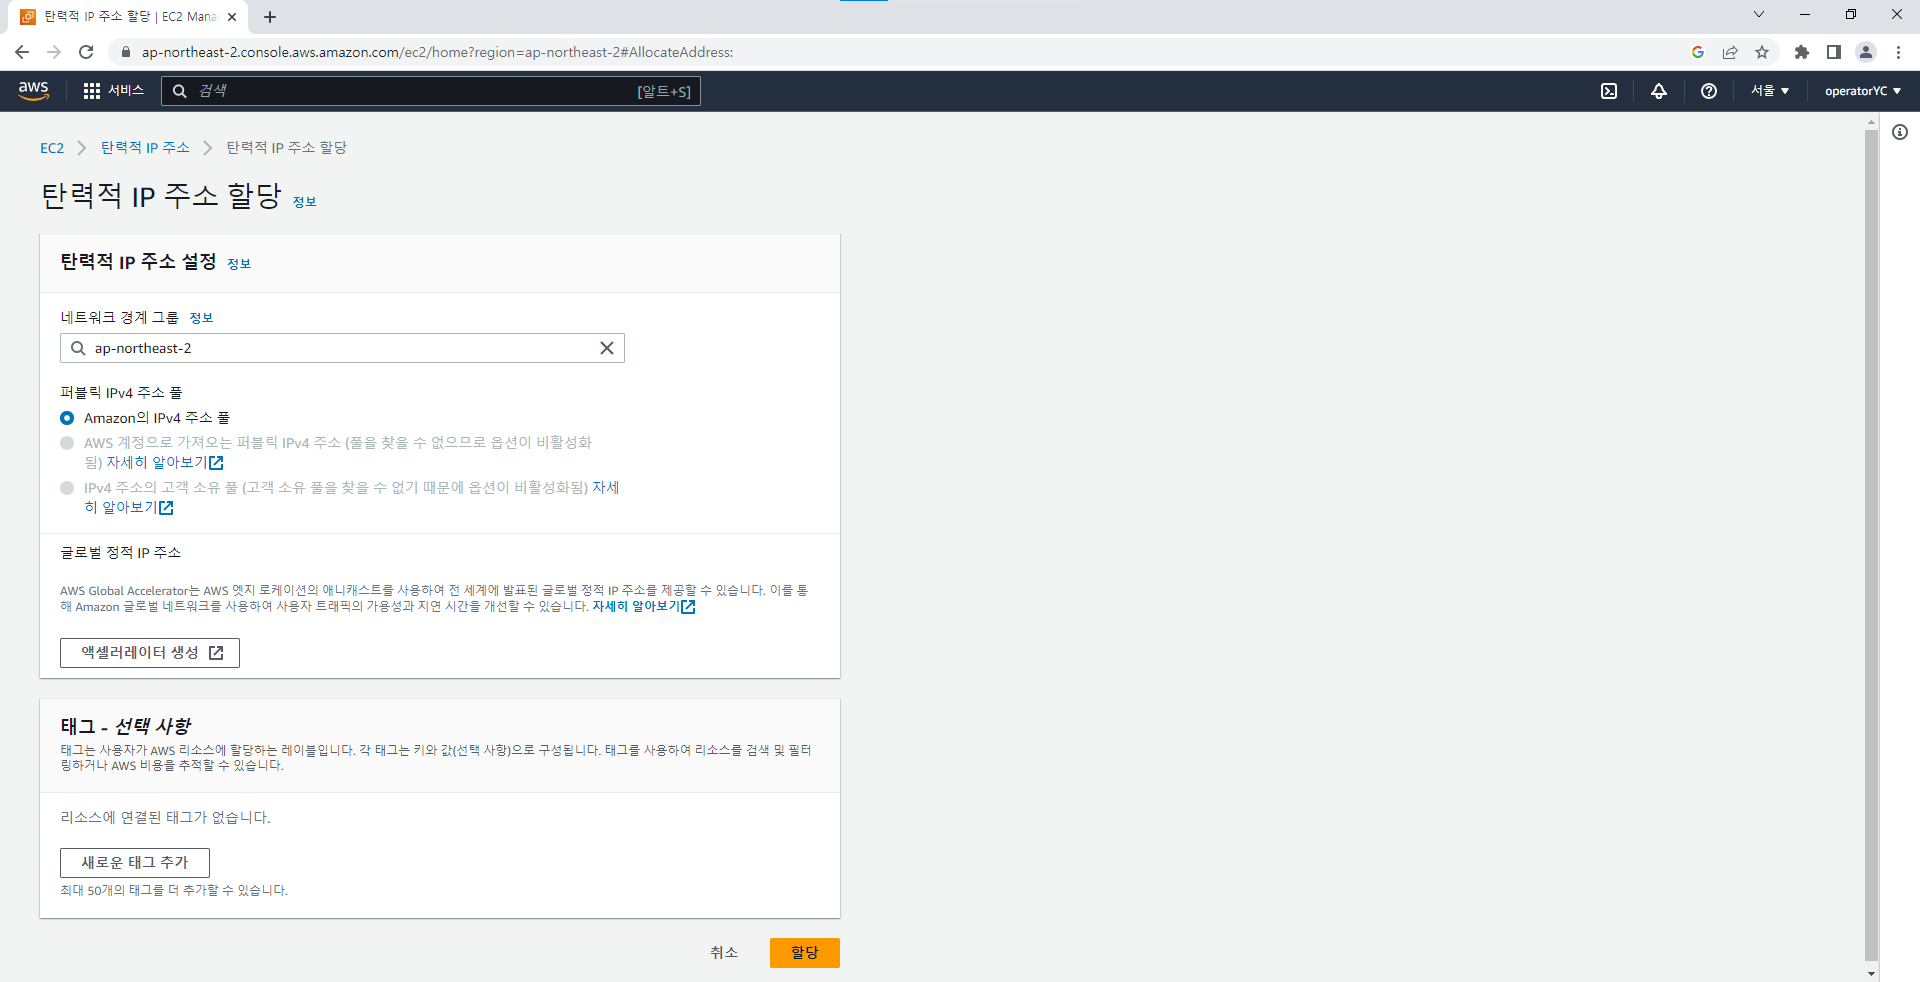 탄력적 IP 주소 할당 | EC2 Mana
ap-northeast-2.console.aws.amazon.com/ec2/home?region=ap-northeast-2#AllocateAddress:
aws 서비스 검색 [알트+S] 서울 operatorYC
EC2 탄력적 IP 주소 탄력적 IP 주소 할당
탄력적 IP 주소 할당 정보
탄력적 IP 주소 설정 정보
네트워크 경계 그룹 정보
ap-northeast-2
퍼블릭 IPv4 주소 풀
Amazon의 IPv4 주소 풀
AWS 계정으로 가져오는 퍼블릭 IPv4 주소 (풀을 찾을 수 없으므로 옵션이 비활성화
됨) 자세히 알아보기
IPv4 주소의 고객 소유 풀 (고객 소유 풀을 찾을 수 없기 때문에 옵션이 비활성화됨) 자세
히 알아보기
글로벌 정적 IP 주소
AWS Global Accelerator는 AWS 엣지 로케이션의 애니캐스트를 사용하여 전 세계에 발표된 글로벌 정적 IP 주소를 제공할 수 있습니다. 이를 통
해 Amazon 글로벌 네트워크를 사용하여 사용자 트래픽의 가용성과 지연 시간을 개선할 수 있습니다. 자세히 알아보기
액셀러레이터 생성
태그 - 선택 사항
태그는 사용자가 AWS 리소스에 할당하는 레이블입니다. 각 태그는 키와 값(선택 사항)으로 구성됩니다. 태그를 사용하여 리소스를 검색 및 필터
링하거나 AWS 비용을 추적할 수 있습니다.
리소스에 연결된 태그가 없습니다.
새로운 태그 추가
최대 50개의 태그를 더 추가할 수 있습니다.
취소 할당